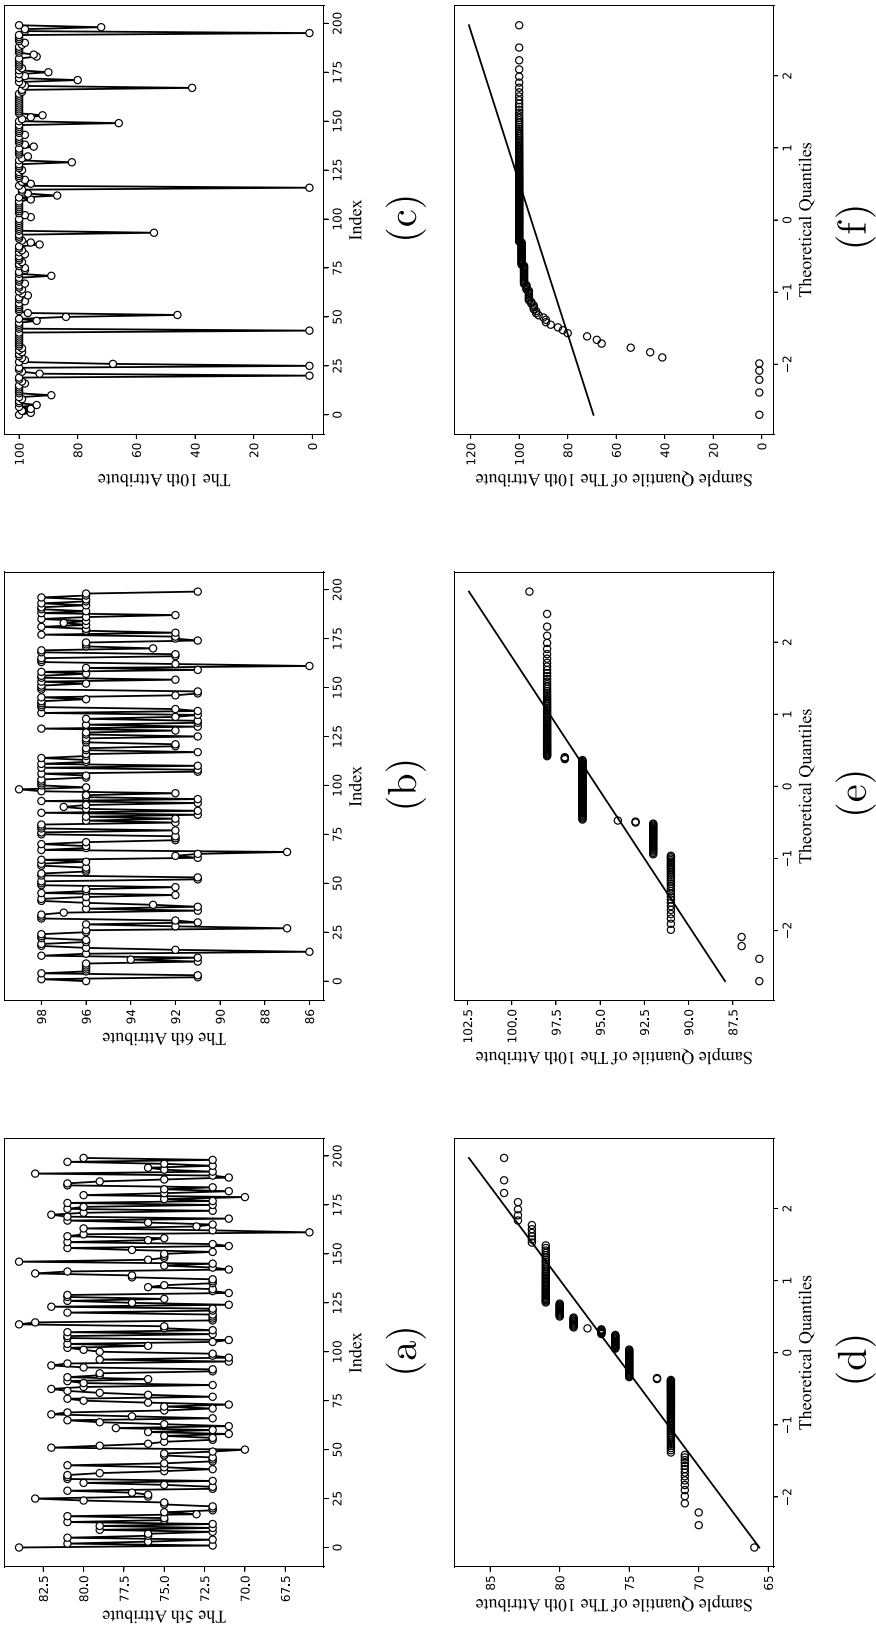 The 5th Attribute
82.5
80.0
77.5
75.0
72.5
70.0
67.5
0 25 50 75 100 125 150 175 200
Index
(a)
The 6th Attribute
98
96
94
92
90
88
86
0 25 50 75 100 125 150 175 200
Index
(b)
The 10th Attribute
100
80
60
40
20
0
0 25 50 75 100 125 150 175 200
Index
(c)
Sample Quantile of The 10th Attribute
85
80
75
70
65
−2 −1 0 1 2
Theoretical Quantiles
(d)
Sample Quantile of The 10th Attribute
102.5
100.0
97.5
95.0
92.5
90.0
87.5
−2 −1 0 1 2
Theoretical Quantiles
(e)
Sample Quantile of The 10th Attribute
120
100
80
60
40
20
0
−2 −1 0 1 2
Theoretical Quantiles
(f)